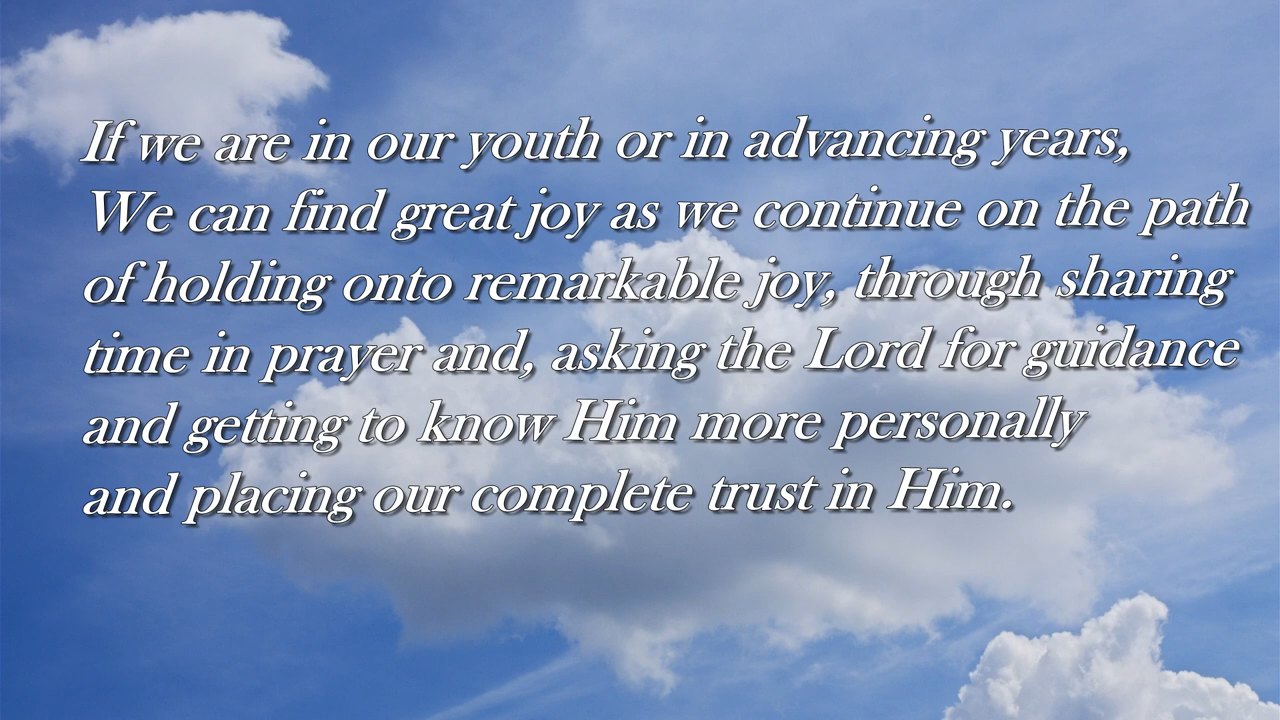 If we are in our youth or in advancing years,
We can find great joy as we continue on the path
of holding onto remarkable joy, through sharing
time in prayer and, asking the Lord for guidance
and getting to know Him more personally
and placing our complete trust in Him.